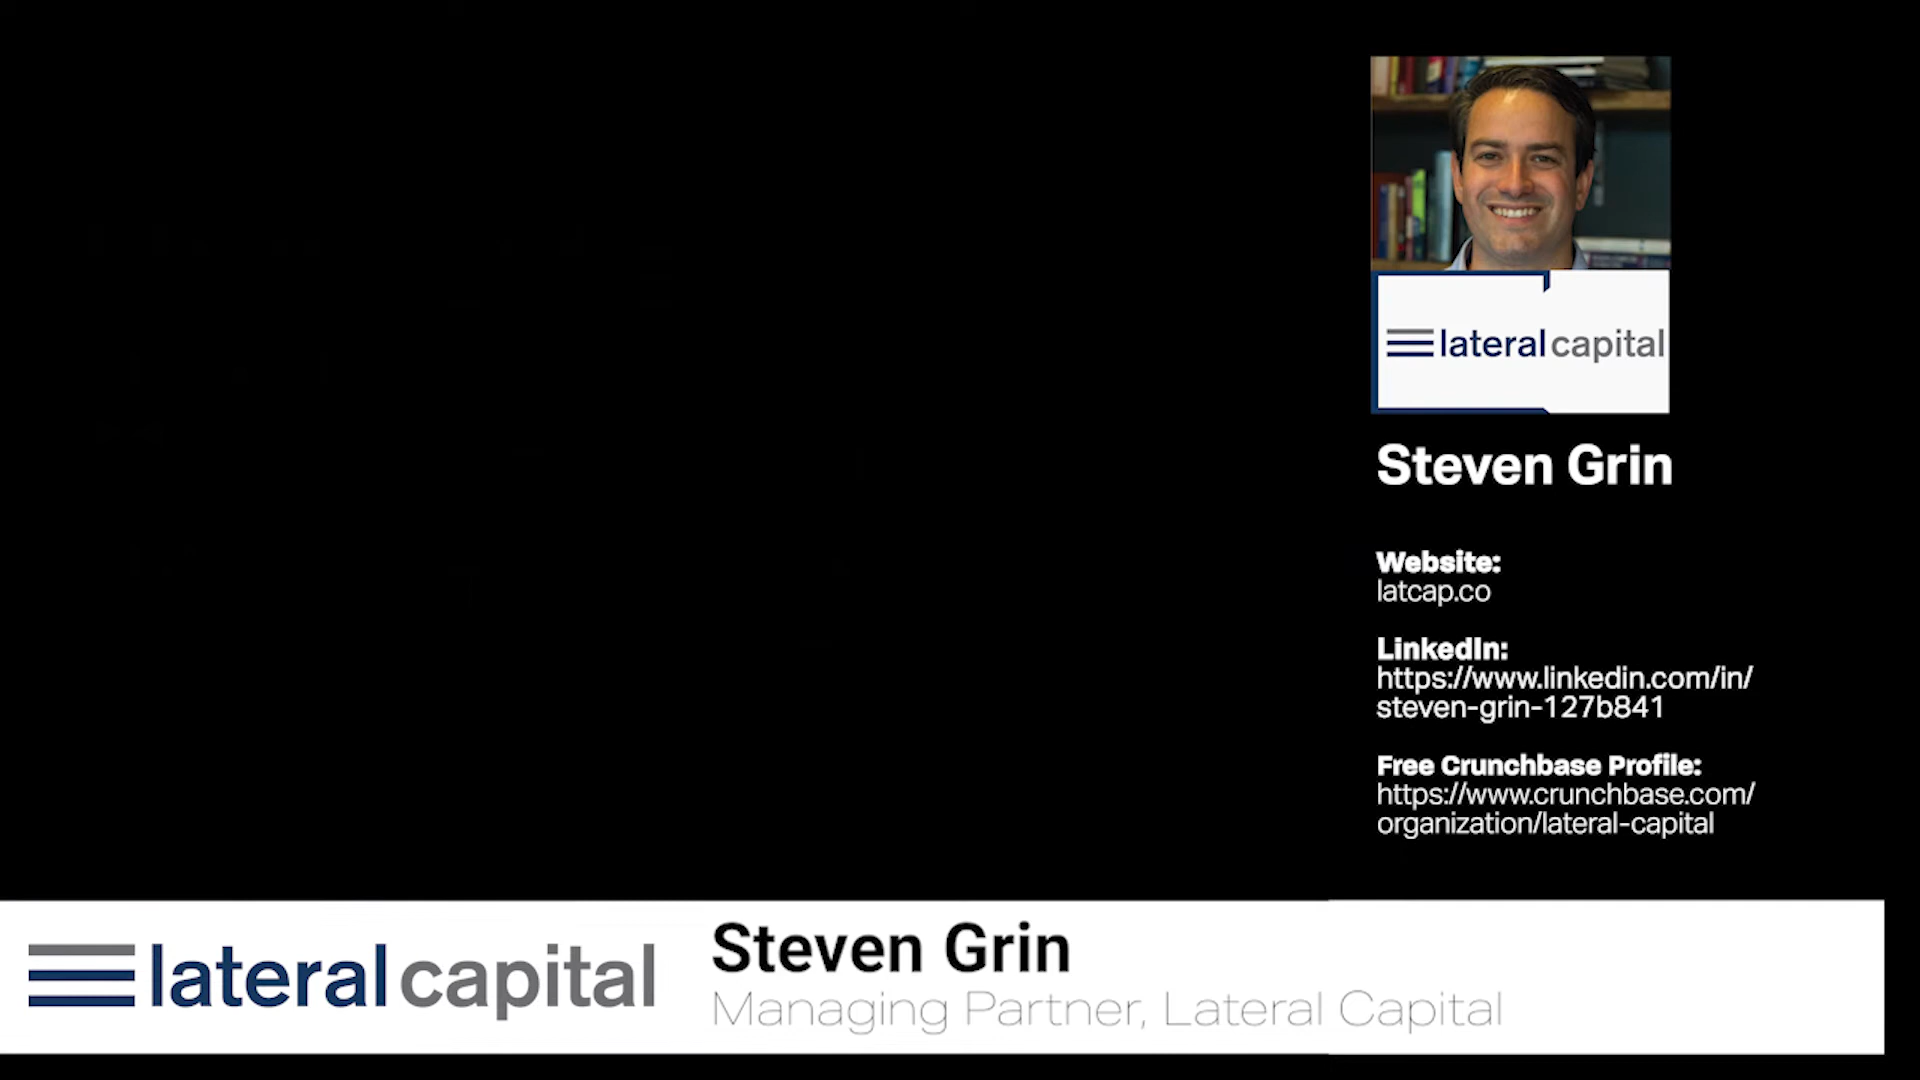 lateral capital
Steven Grin
Website:
latcap.co
LinkedIn:
https://www.linkedin.com/in/
steven-grin-127b841
Free Crunchbase Profile:
https://www.crunchbase.com/
organization/lateral-capital
lateral capital
Steven Grin
Managing Partner, Lateral Capital